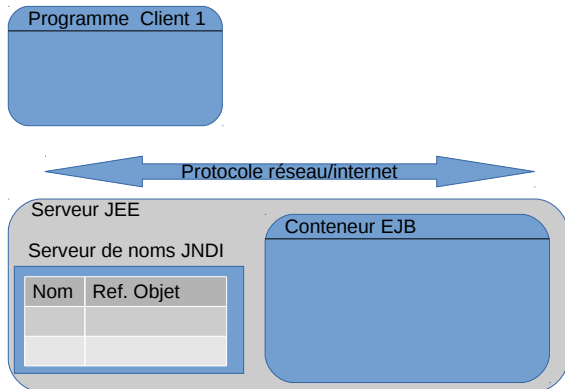 Programme Client 1
Protocole réseau/internet
Serveur JEE
Conteneur EJB
Serveur de noms JNDI
Nom Ref. Objet